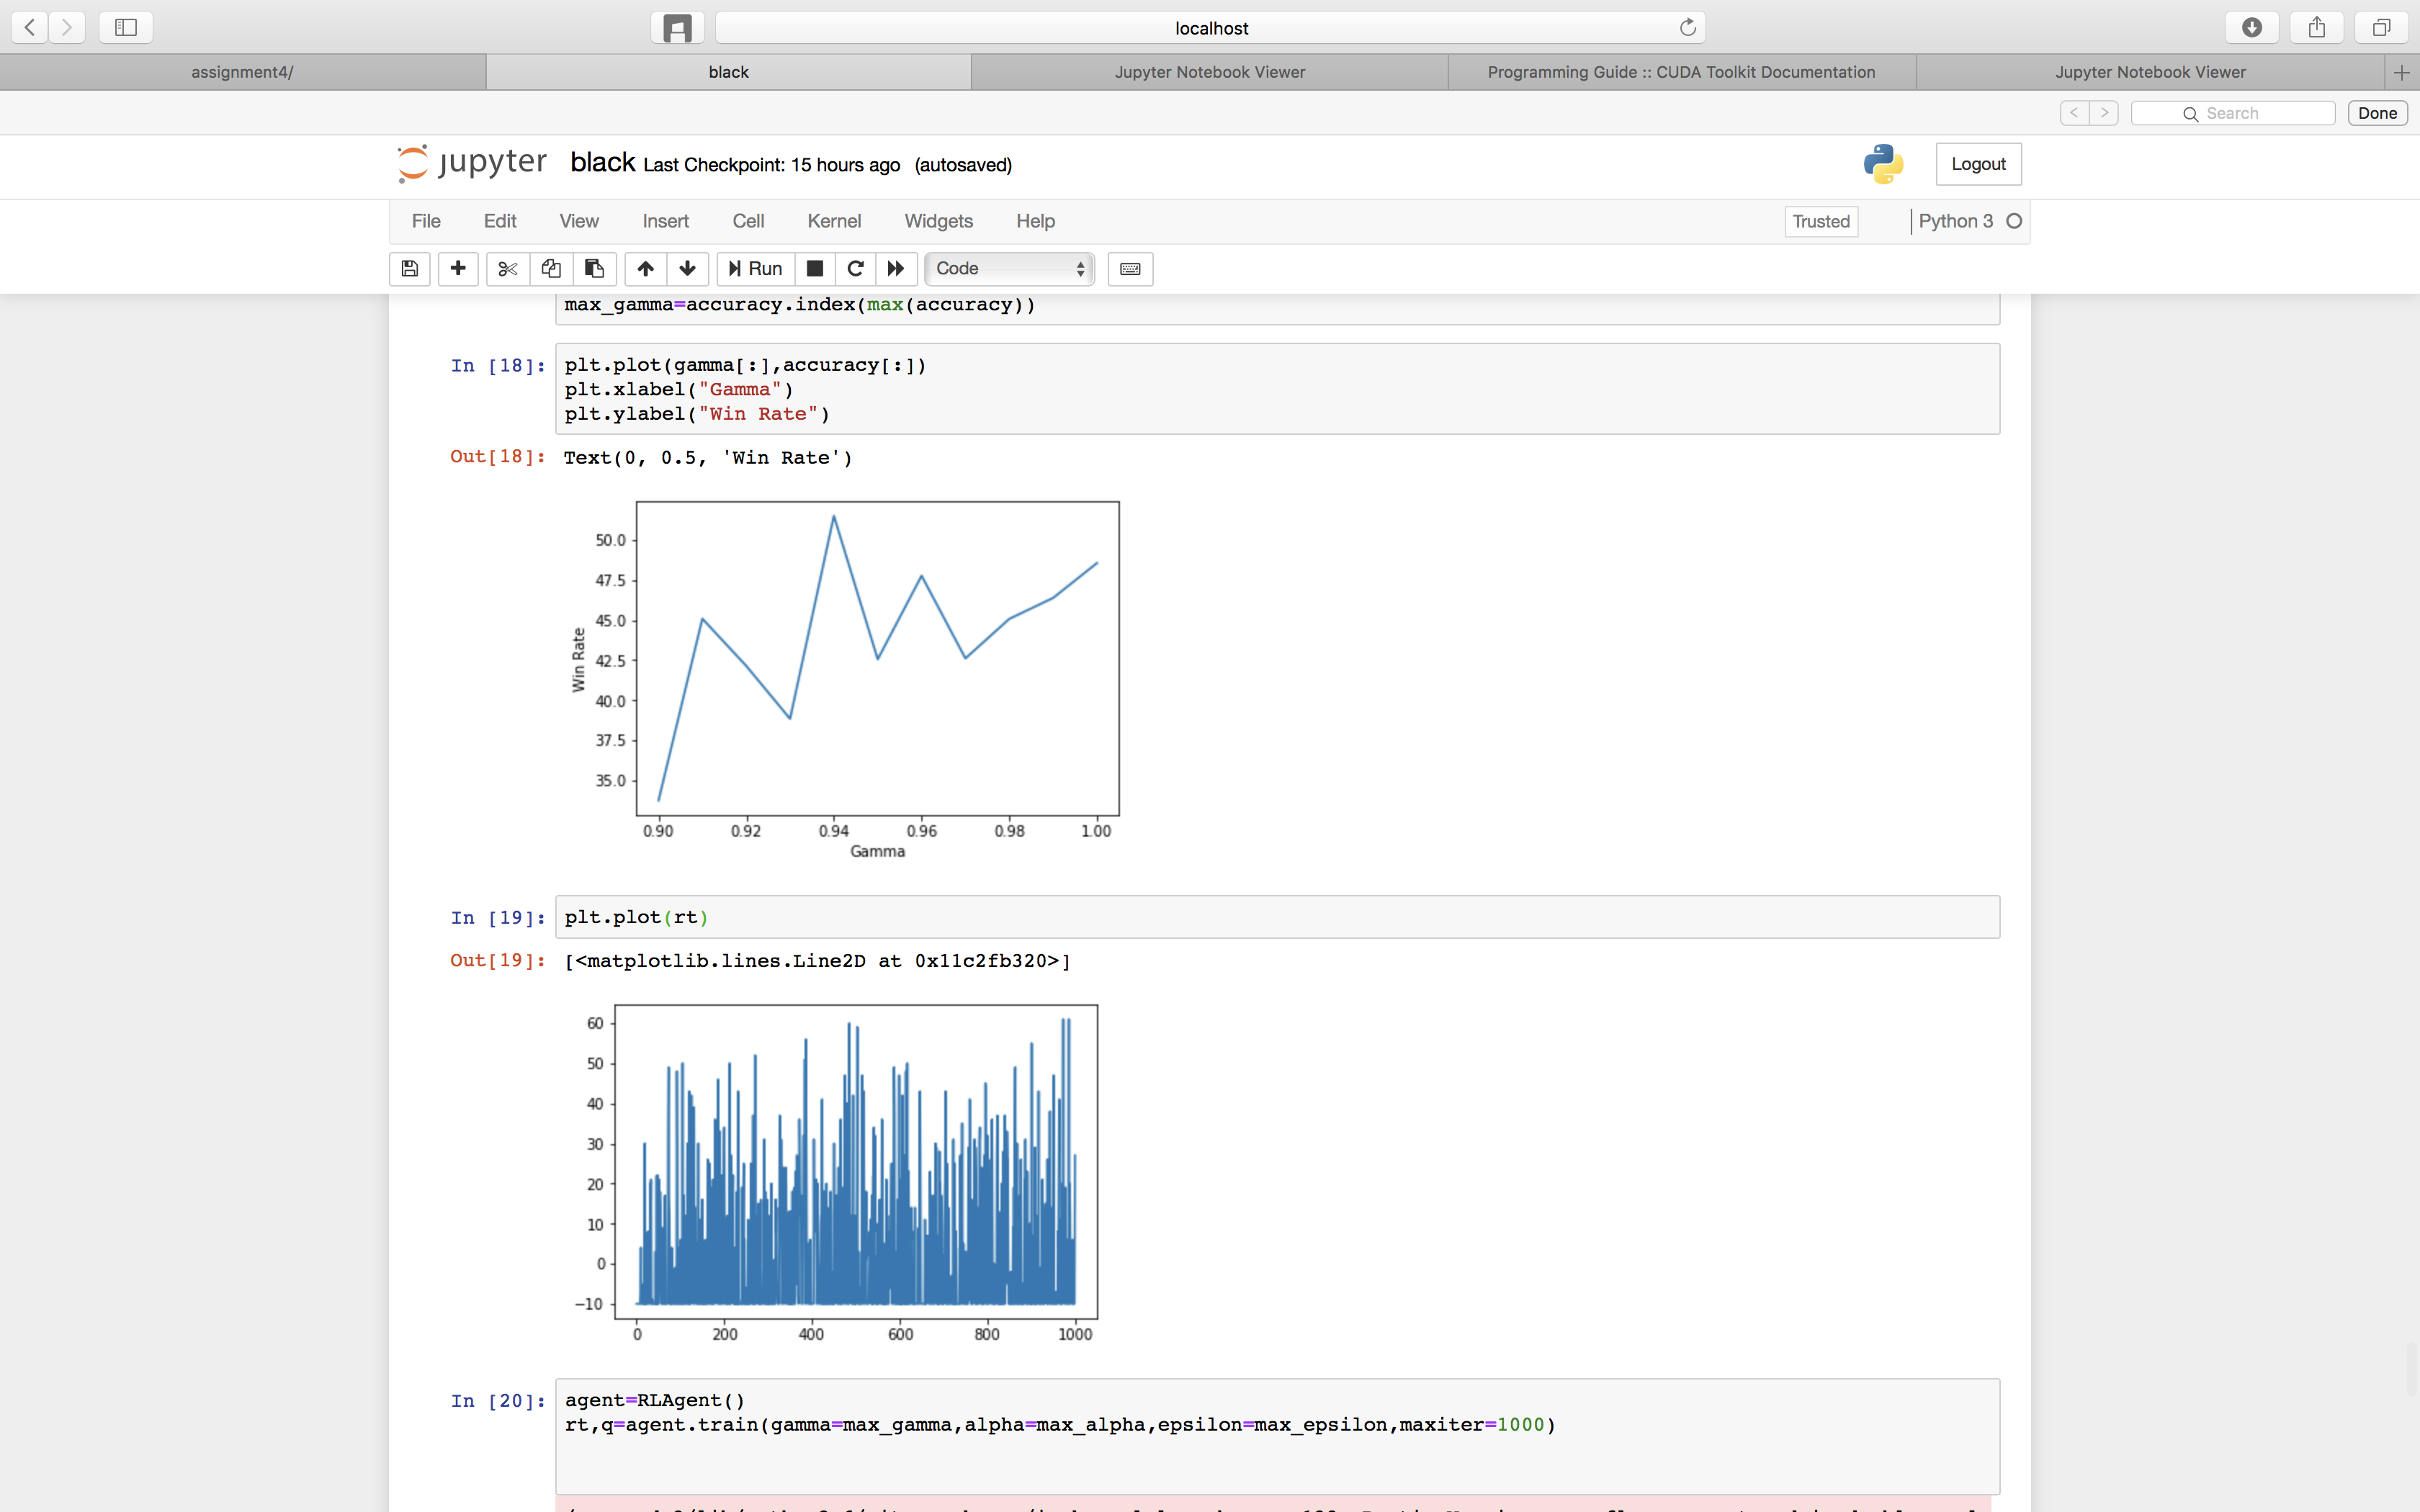 localhost
assignment4/
black
Jupyter Notebook Viewer
Programming Guide :: CUDA Toolkit Documentation
Jupyter Notebook Viewer
Search
Done
jupyter black Last Checkpoint: 15 hours ago (autosaved)
Logout
File Edit View Insert Cell Kernel Widgets Help
Trusted
Python 3
Run
Code
max_gamma=accuracy.index(max(accuracy))
In [18]: plt.plot(gamma[:],accuracy[:])
plt.xlabel("Gamma")
plt.ylabel("Win Rate")
Out[18]: Text(0, 0.5, 'Win Rate')
50.0
47.5
45.0
42.5
40.0
37.5
35.0
Win Rate
0.90 0.92 0.94 0.96 0.98 1.00
Gamma
In [19]: plt.plot(rt)
Out[19]: [<matplotlib.lines.Line2D at 0x11c2fb320>]
60
50
40
30
20
10
0
−10
0 200 400 600 800 1000
In [20]: agent=RLAgent()
rt,q=agent.train(gamma=max_gamma,alpha=max_alpha,epsilon=max_epsilon,maxiter=1000)